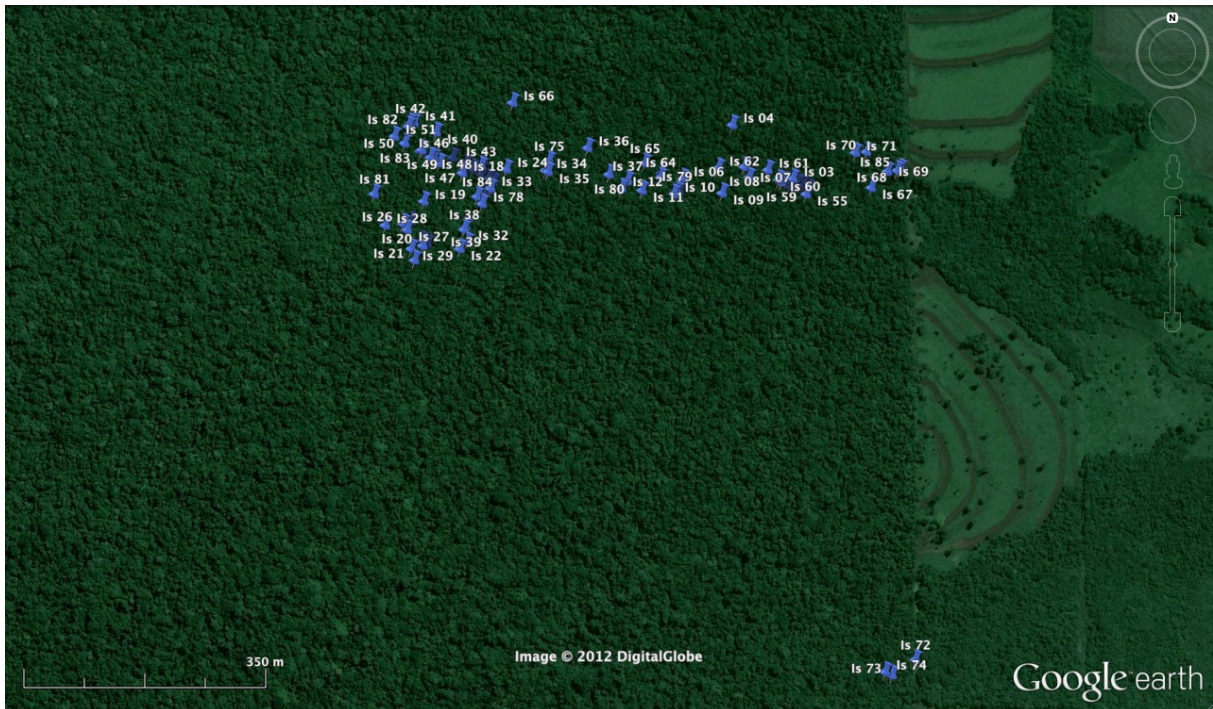 N
Is 66
Is 42
Is 82
Is 41
Is 04
Is 51
Is 50
Is 46
Is 40
Is 36
Is 75
Is 65
Is 70
Is 71
Is 83
Is 49
Is 48
Is 43
Is 18
Is 24
Is 34
Is 37
Is 64
Is 62
Is 61
Is 85
Is 81
Is 47
Is 84
Is 33
Is 35
Is 80
Is 12
Is 79
Is 06
Is 08
Is 07
Is 03
Is 68
Is 69
Is 19
Is 78
Is 11
Is 10
Is 09
Is 59
Is 60
Is 55
Is 67
Is 26
Is 28
Is 38
Is 20
Is 27
Is 39
Is 32
Is 21
Is 29
Is 22
350 m
Image © 2012 DigitalGlobe
Is 72
Is 73
Is 74
Google earth